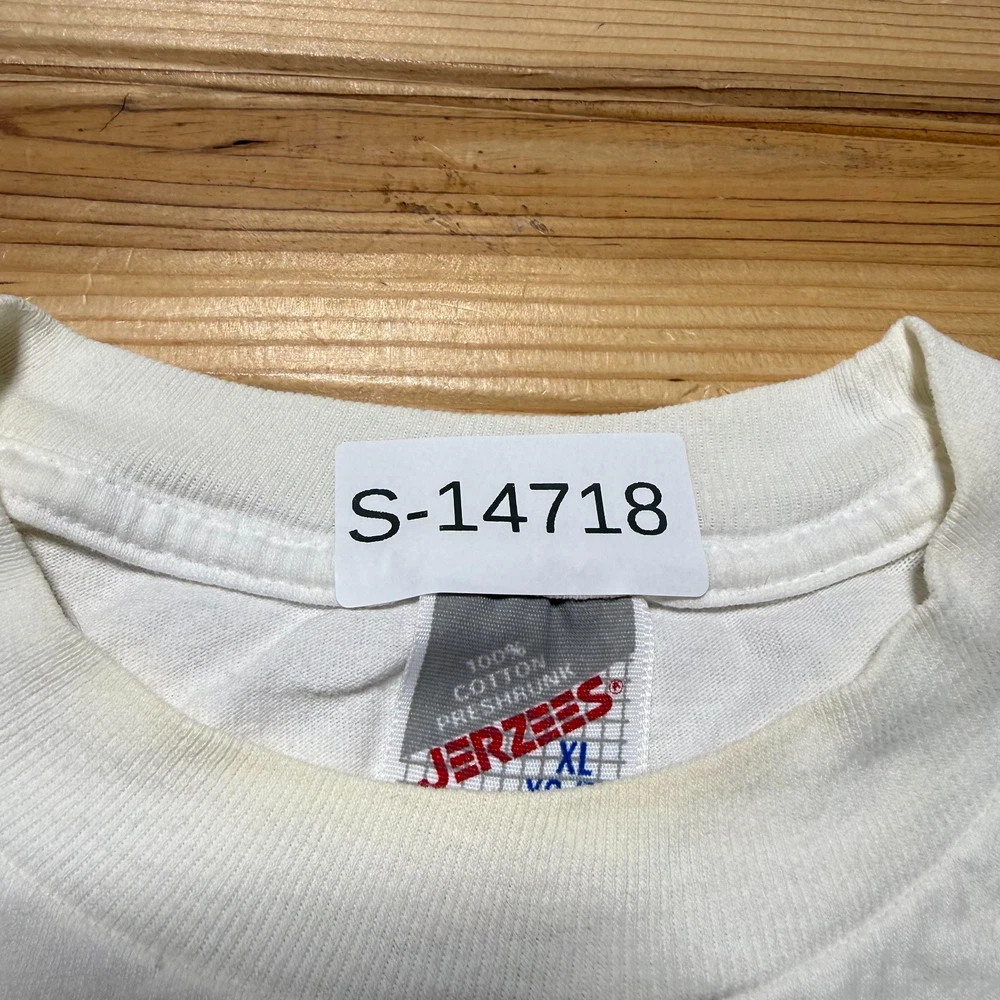 S-14718
100%
COTTON
PRESHRUNK
JERZEES®
XL